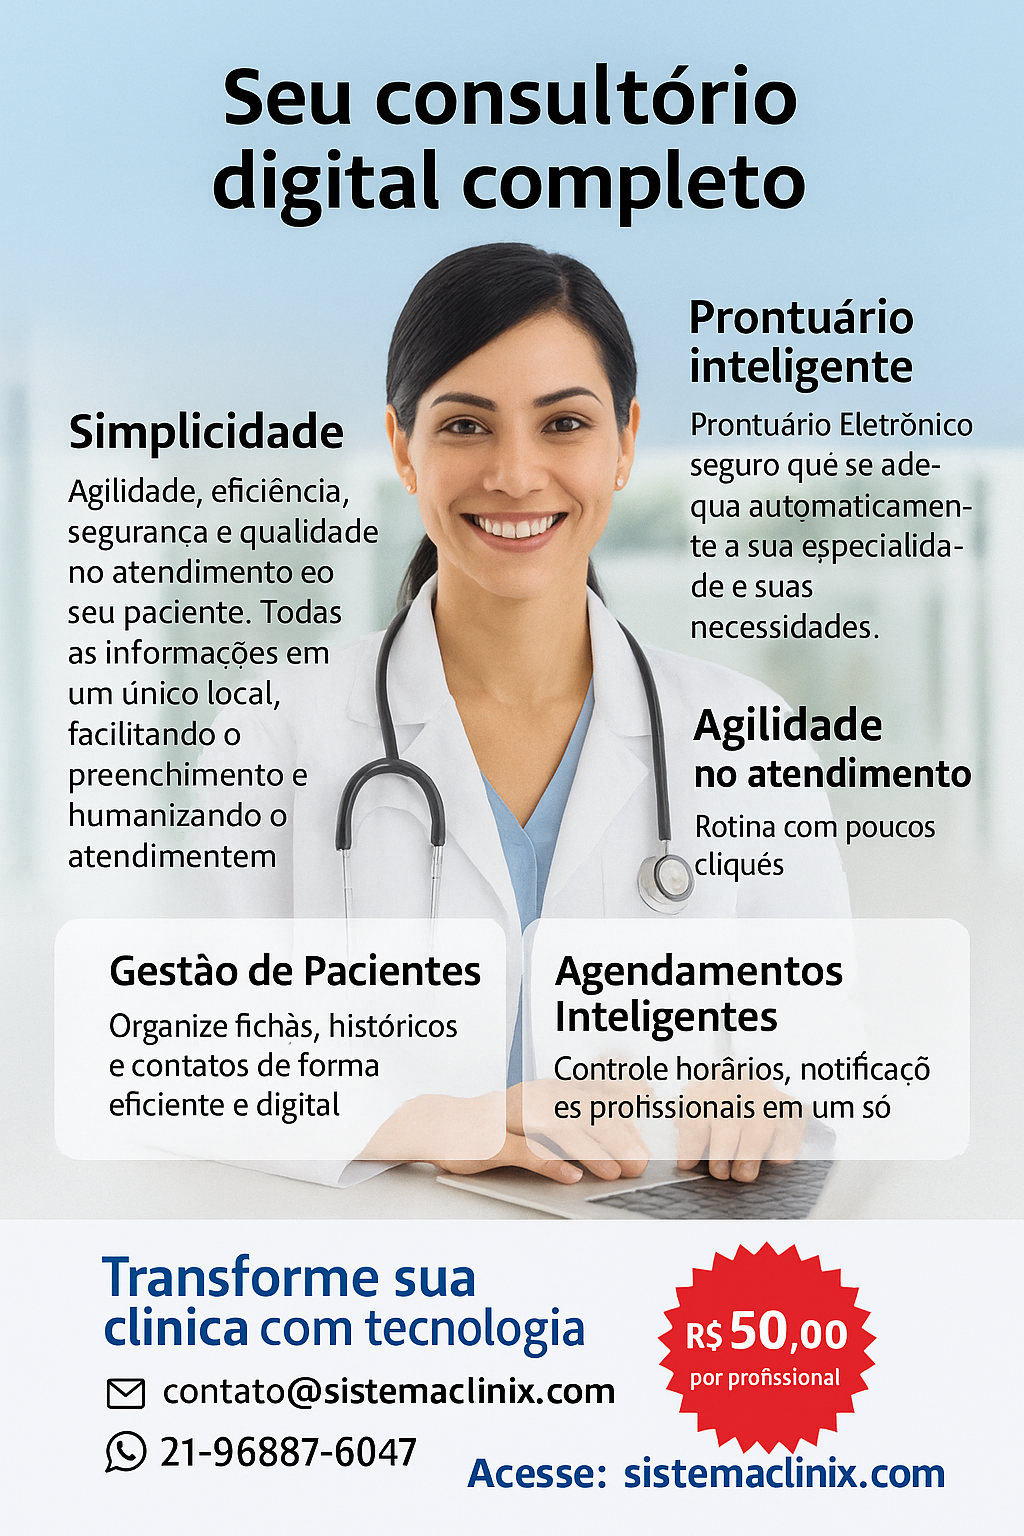 Seu consultório
digital completo
Simplicidade
Agilidade, eficiência,
segurança e qualidade
no atendimento eo
seu paciente. Todas
as informações em
um único local,
facilitando o
preenchimento e
humanizando o
atendimentem
Prontuário
inteligente
Prontuário Eletrǒnico
seguro qué se ade-
qua automaticamen-
te a sua especialida-
de e suas
necessidades.
Agilidade
no atendimento
Rotina com poucos
cliqués
Gestâo de Pacientes
Organize fichàs, históricos
e contatos de forma
eficiente e digital
Agendamentos
Inteligentes
Controle horârios, notificaçõ
es profissionais em um só
Transforme sua
clinica com tecnologia
contato@sistemaclinix.com
21-96887-6047
R$ 50,00
por profissional
Acesse: sistemaclinix.com